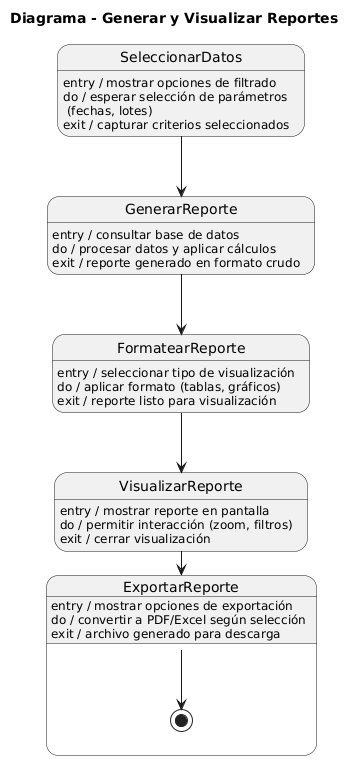 Diagrama - Generar y Visualizar Reportes
SeleccionarDatos
entry / mostrar opciones de filtrado
do / esperar selección de parámetros
(fechas, lotes)
exit / capturar criterios seleccionados
GenerarReporte
entry / consultar base de datos
do / procesar datos y aplicar cálculos
exit / reporte generado en formato crudo
FormatearReporte
entry / seleccionar tipo de visualización
do / aplicar formato (tablas, gráficos)
exit / reporte listo para visualización
VisualizarReporte
entry / mostrar reporte en pantalla
do / permitir interacción (zoom, filtros)
exit / cerrar visualización
ExportarReporte
entry / mostrar opciones de exportación
do / convertir a PDF/Excel según selección
exit / archivo generado para descarga